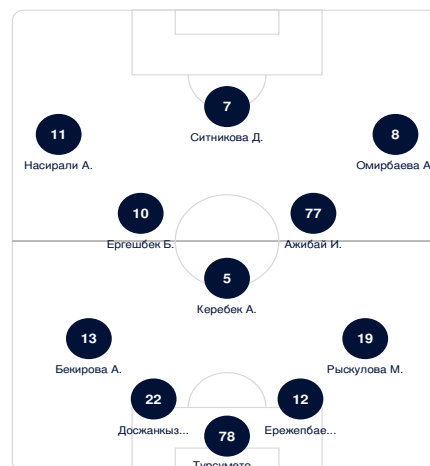 7
Ситникова Д.
11
8
Насирали А.
Омирбаева А
10
77
Ергешбек Б.
Ажибай И.
5
Керебек А.
13
19
Бекирова А.
Рыскулова М.
22
12
Досжанкыз...
Ережепбае...
78